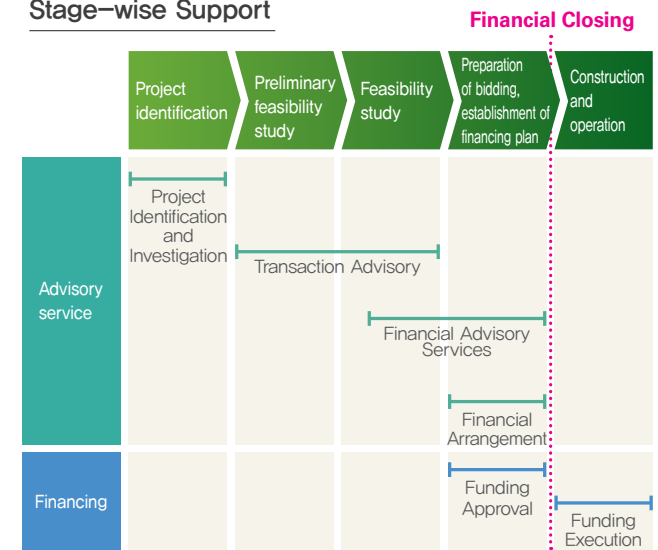 Stage-wise Support
Financial Closing
Project
identification
Preliminary
feasibility
study
Feasibility
study
Preparation
of bidding,
establishment of
financing plan
Construction
and
operation
Advisory
service
Project
Identification
and
Investigation
Transaction Advisory
Financial Advisory
Services
Financial
Arrangement
Financing
Funding
Approval
Funding
Execution